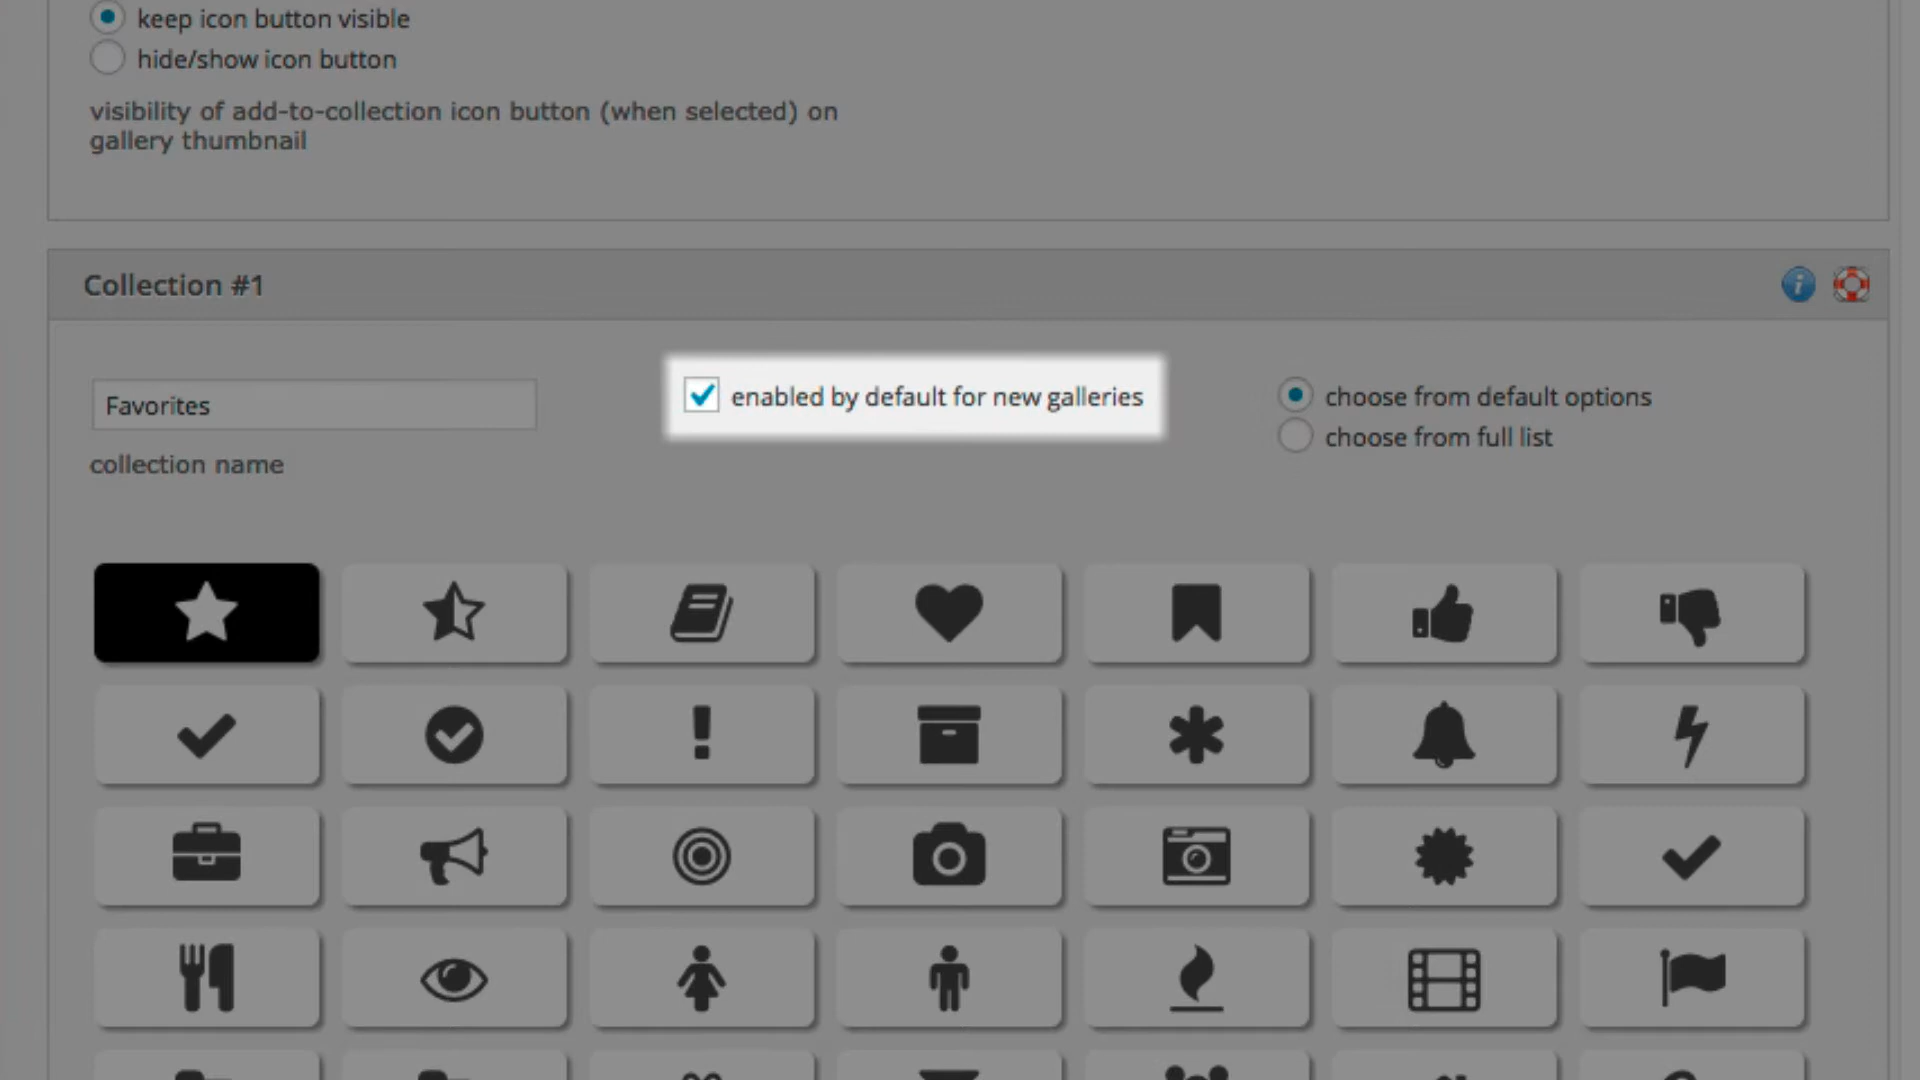 keep icon button visible
hide/show icon button
visibility of add-to-collection icon button (when selected) on
gallery thumbnail
Collection #1
Favorites
enabled by default for new galleries
choose from default options
choose from full list
collection name